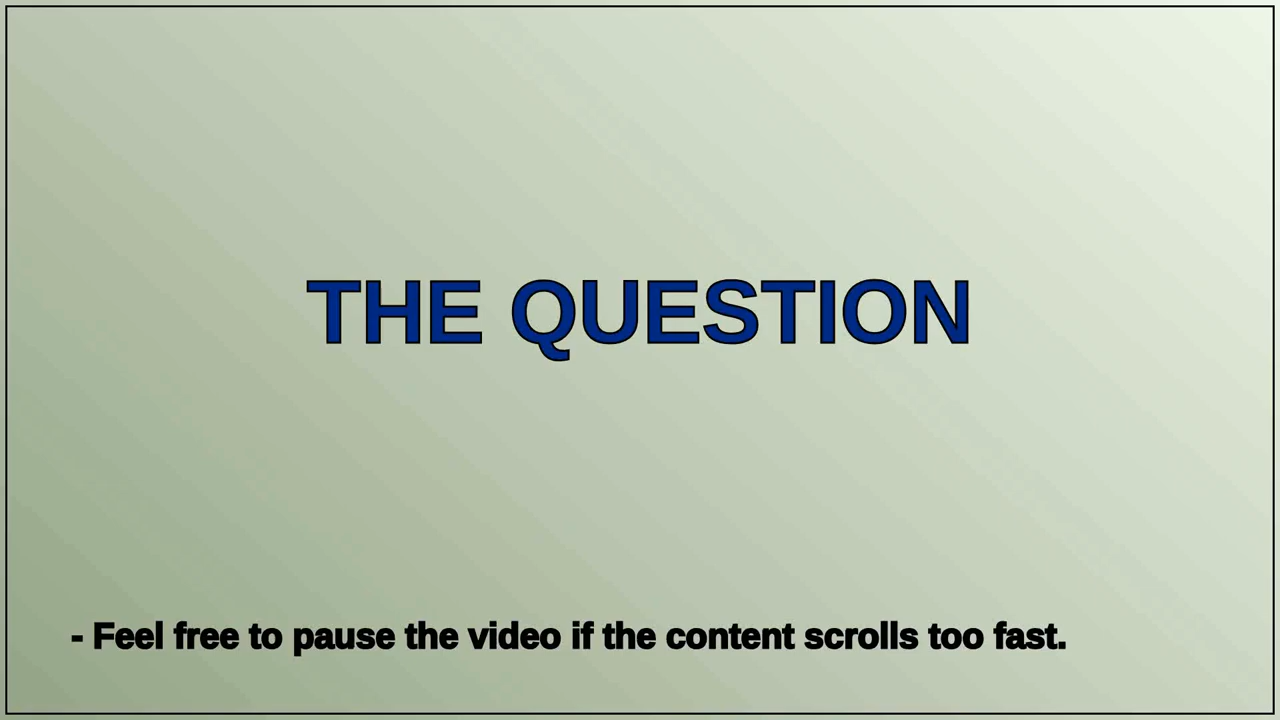 THE QUESTION
- Feel free to pause the video if the content scrolls too fast.